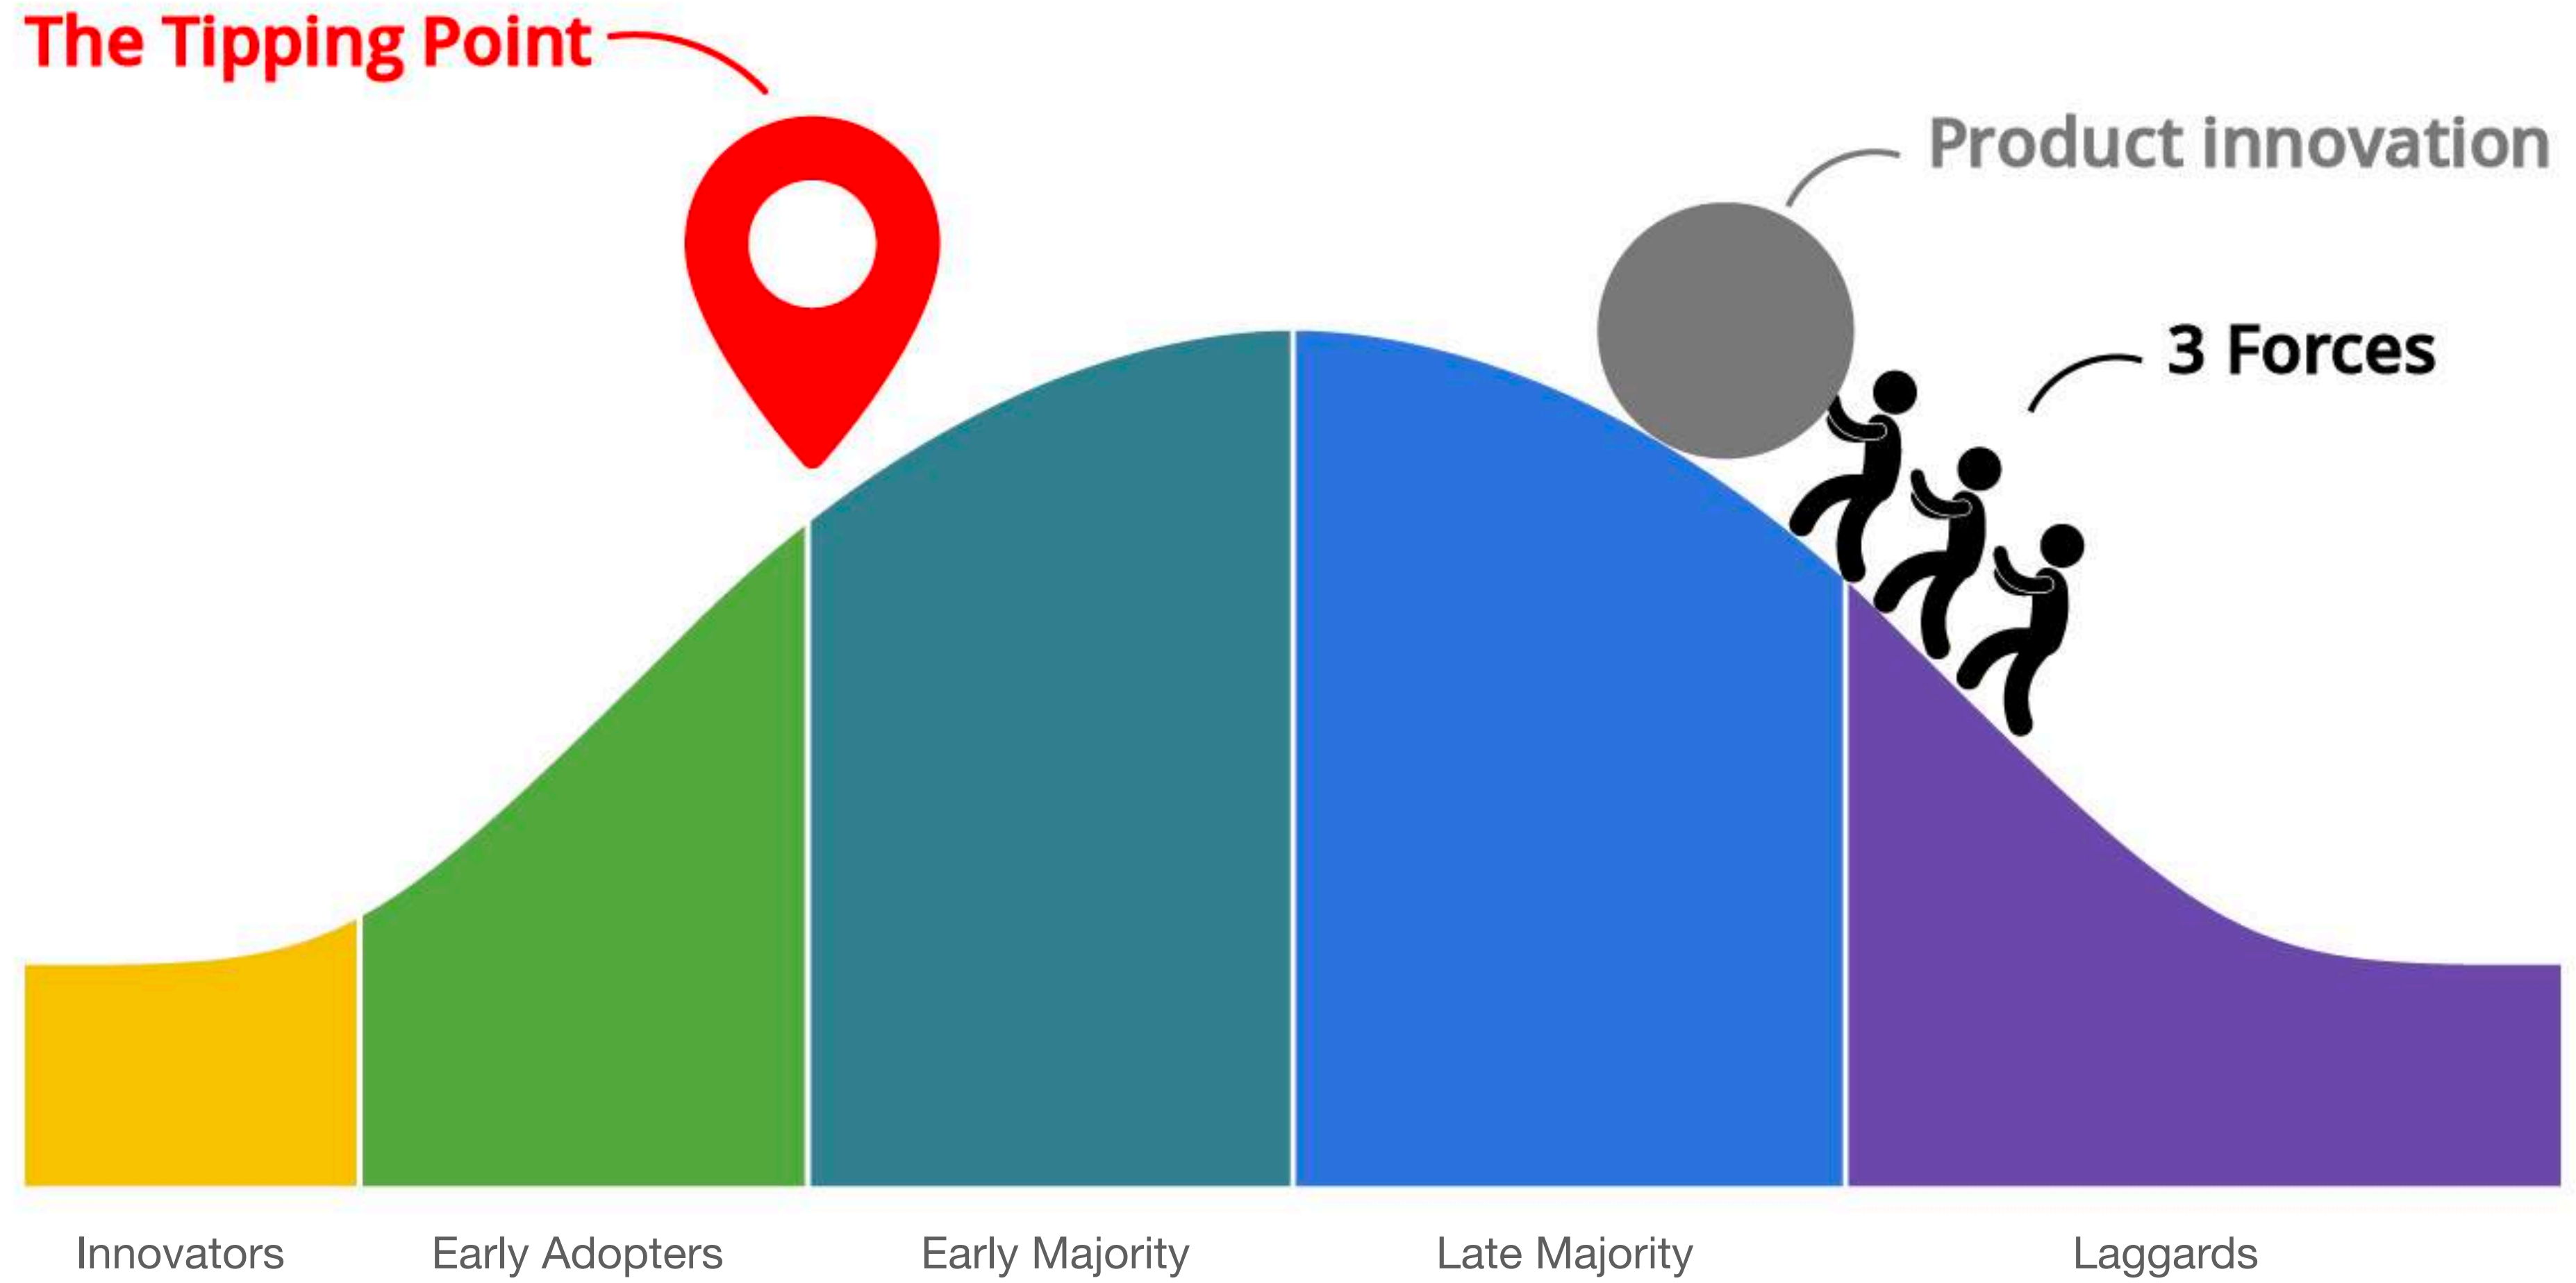 The Tipping Point
Product innovation
3 Forces
Innovators
Early Adopters
Early Majority
Late Majority
Laggards